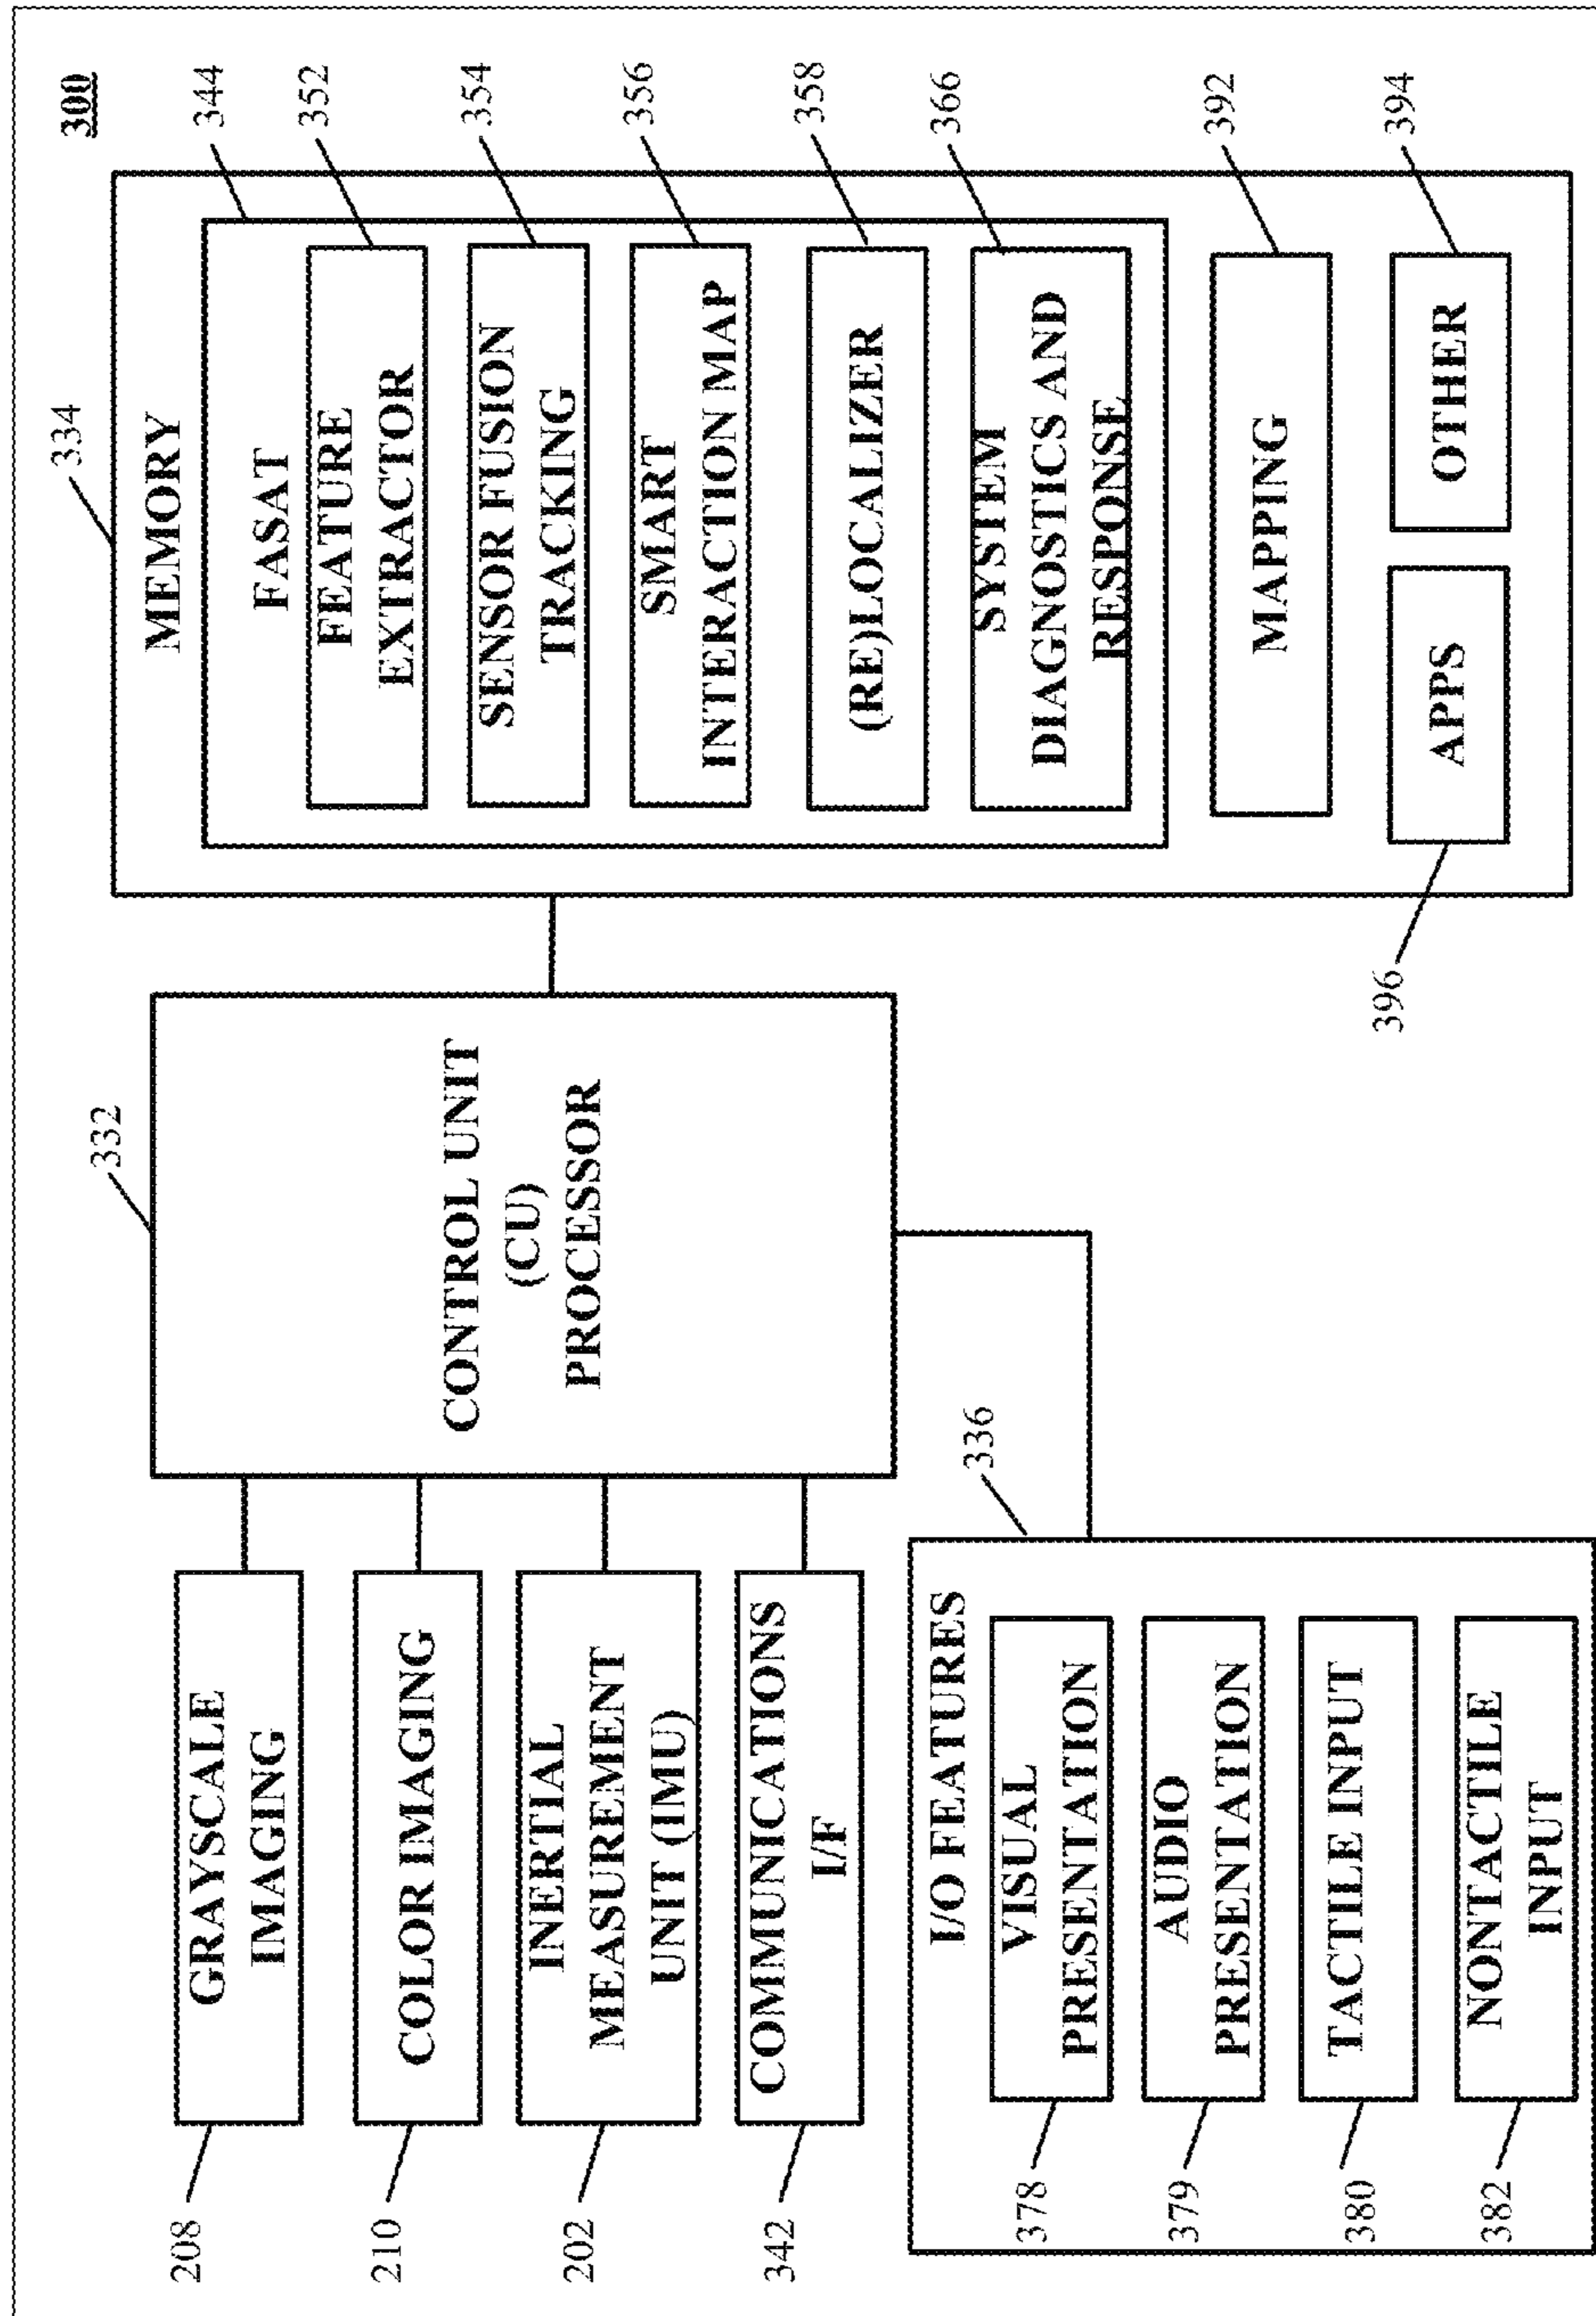 300
208
GRAYSCALE
IMAGING
210
COLOR IMAGING
202
INERTIAL
MEASUREMENT
UNIT (IMU)
342
COMMUNICATIONS
I/F
336
I/O FEATURES
378
VISUAL
PRESENTATION
379
AUDIO
PRESENTATION
380
TACTILE INPUT
382
NONTACTILE
INPUT
332
CONTROL UNIT
(CU)
PROCESSOR
334
MEMORY
344
FASAT
352
FEATURE
EXTRACTOR
354
SENSOR FUSION
TRACKING
356
SMART
INTERACTION MAP
358
(RE)LOCALIZER
366
SYSTEM
DIAGNOSTICS AND
RESPONSE
392
MAPPING
396
APPS
394
OTHER